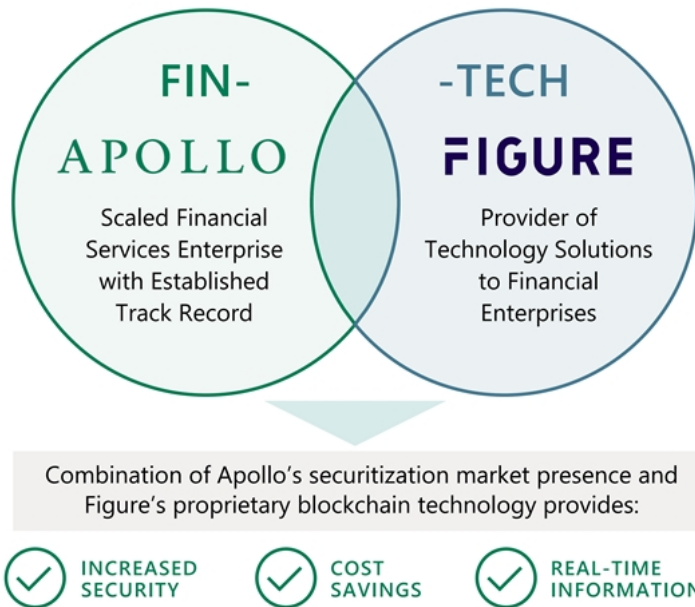 FIN-
APOLLO
Scaled Financial
Services Enterprise
with Established
Track Record
-TECH
FIGURE
Provider of
Technology Solutions
to Financial
Enterprises
Combination of Apollo’s securitization market presence and
Figure’s proprietary blockchain technology provides:
INCREASED
SECURITY
COST
SAVINGS
REAL-TIME
INFORMATION